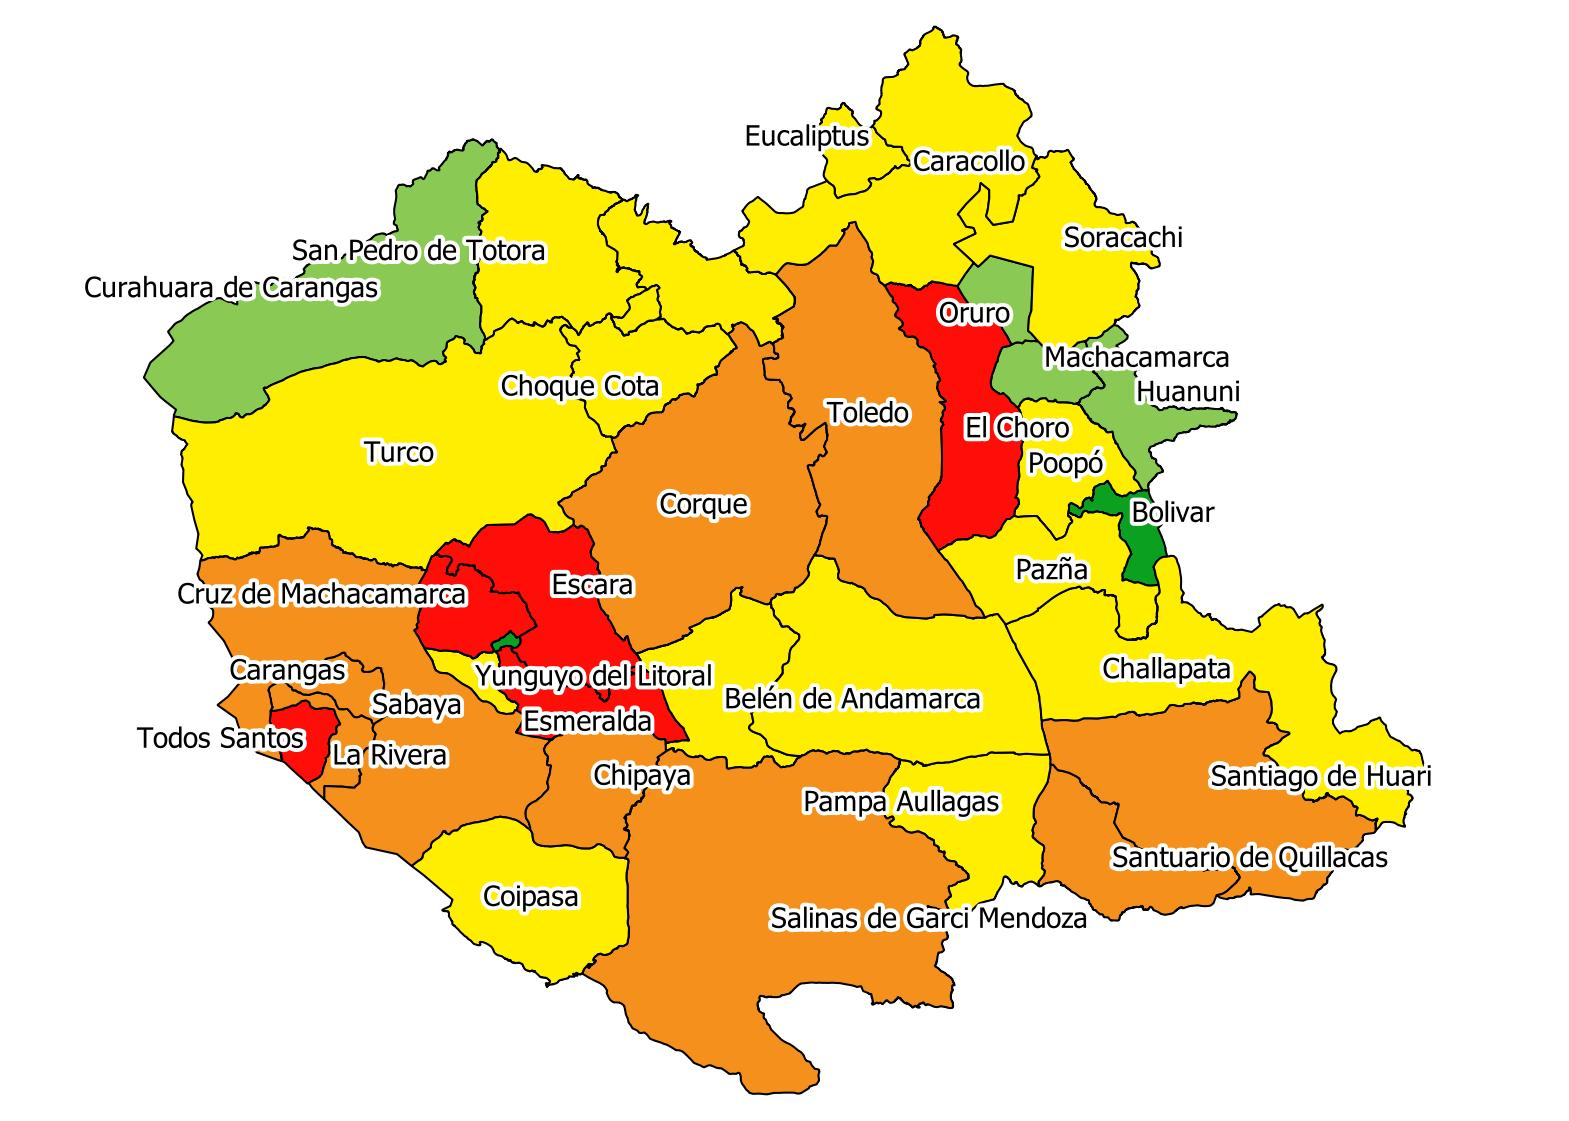 Eucaliptus
Caracollo
Soracachi
San Pedro de Totora
Curahuara de Carangas
Oruro
Machacamarca
Choque Cota
Huanuni
Toledo
El Choro
Turco
Poopó
Corque
Bolivar
Pazña
Escara
Cruz de Machacamarca
Carangas
Challapata
Yunguyo del Litoral
Belén de Andamarca
Sabaya
Esmeralda
Todos Santos
La Rivera
Chipaya
Santiago de Huari
Pampa Aullagas
Santuario de Quillacas
Coipasa
Salinas de Garci Mendoza